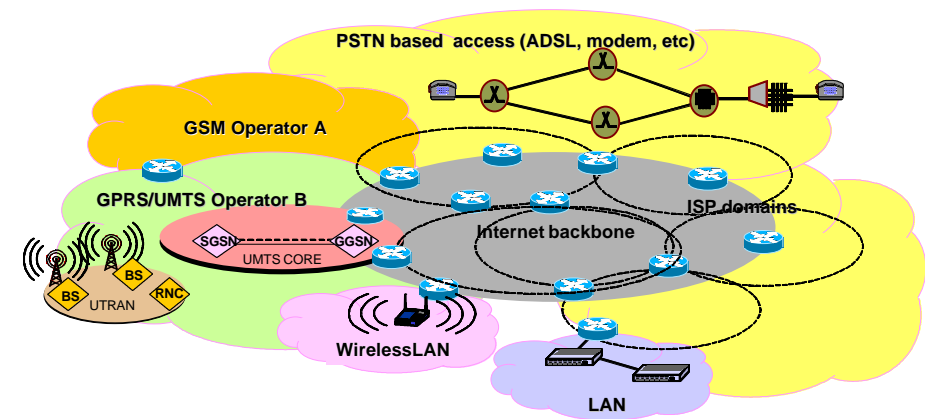 PSTN based access (ADSL, modem, etc)
GSM Operator A
GPRS/UMTS Operator B
ISP domains
Internet backbone
SGSN
GGSN
UMTS CORE
BS
BS
RNC
UTRAN
WirelessLAN
LAN